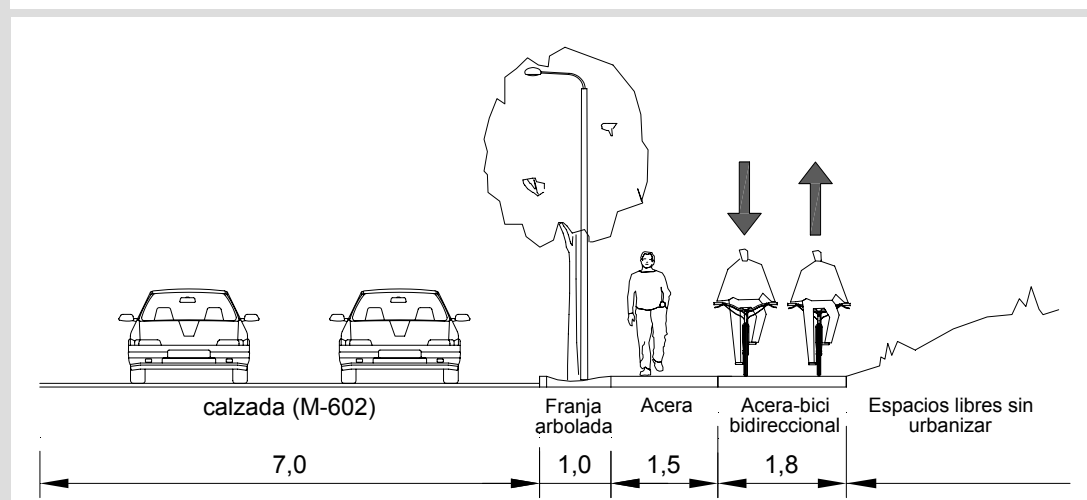 calzada (M-602)
Franja
arbolada
Acera
Acera-bici
bidireccional
Espacios libres sin
urbanizar
7,0
1,0
1,5
1,8